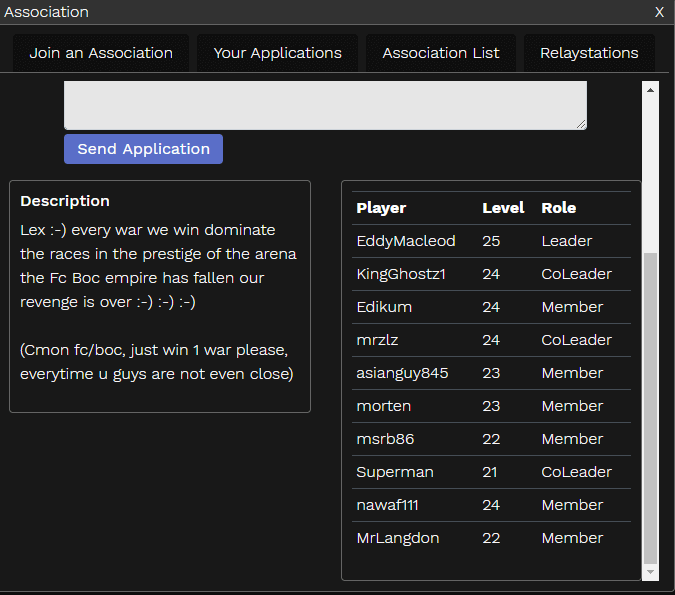 Association X
Join an Association Your Applications Association List Relaystations
Send Application
Description
Lex :-) every war we win dominate
the races in the prestige of the arena
the Fc Boc empire has fallen our
revenge is over :-) :-) :-)
(Cmon fc/boc, just win 1 war please,
everytime u guys are not even close)
Player Level Role
EddyMacleod 25 Leader
KingGhostz1 24 CoLeader
Edikum 24 Member
mrzlz 24 CoLeader
asianguy845 23 Member
morten 23 Member
msrb86 22 Member
Superman 21 CoLeader
nawaf111 24 Member
MrLangdon 22 Member